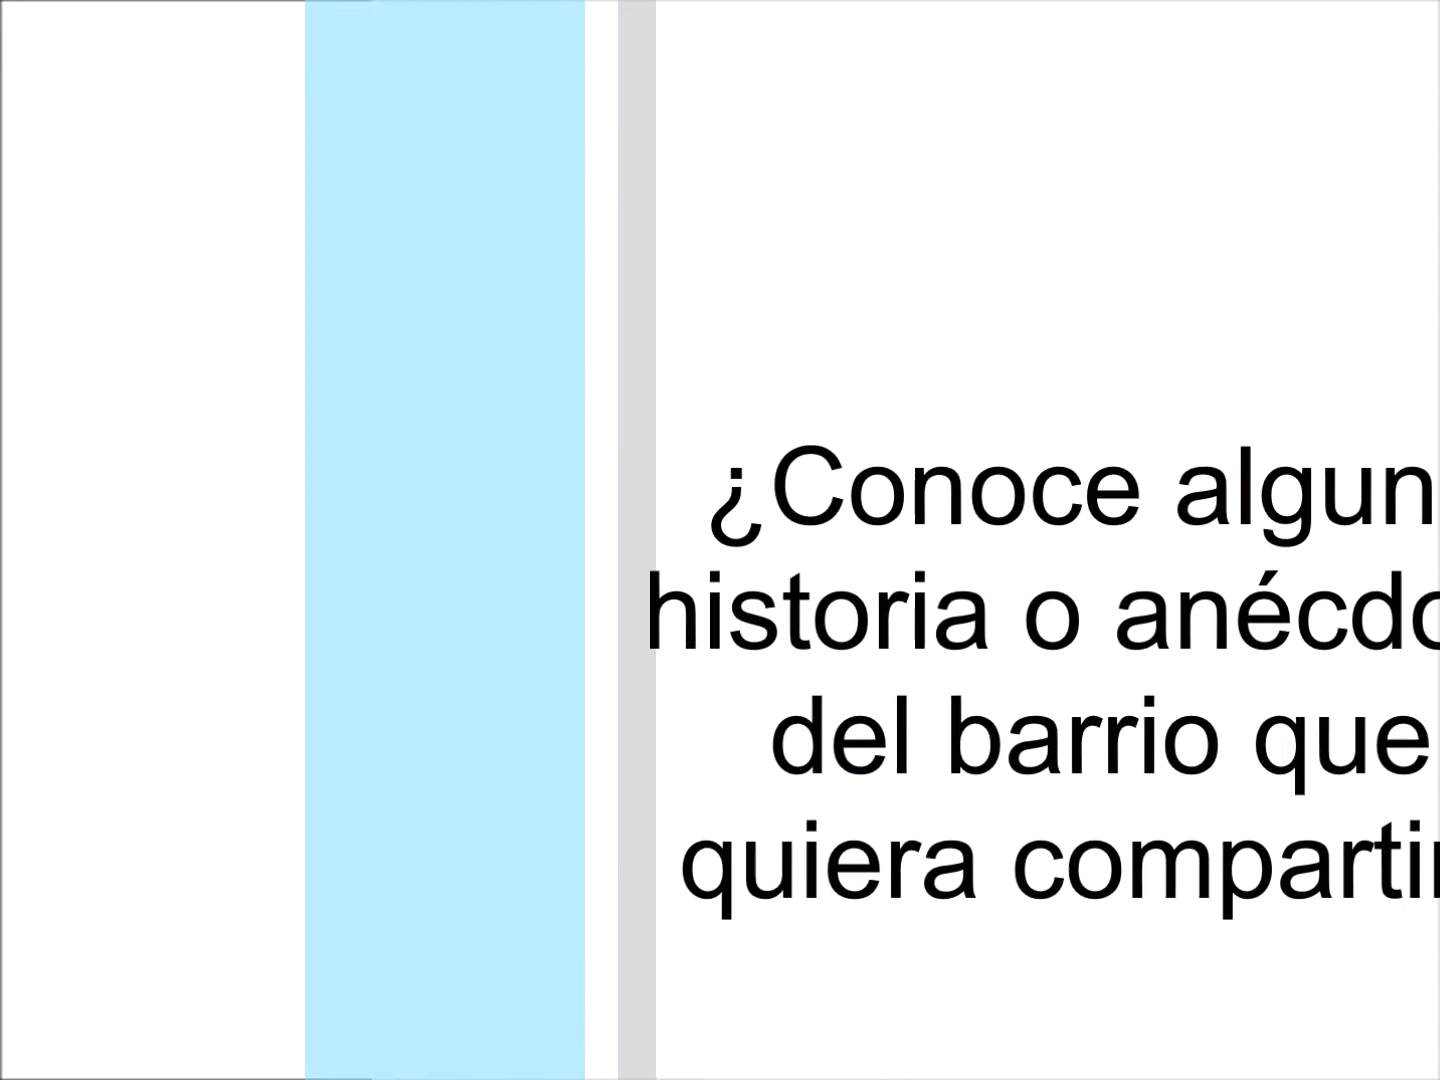 ¿Conoce algun
historia o anécdo
del barrio que
quiera compartir